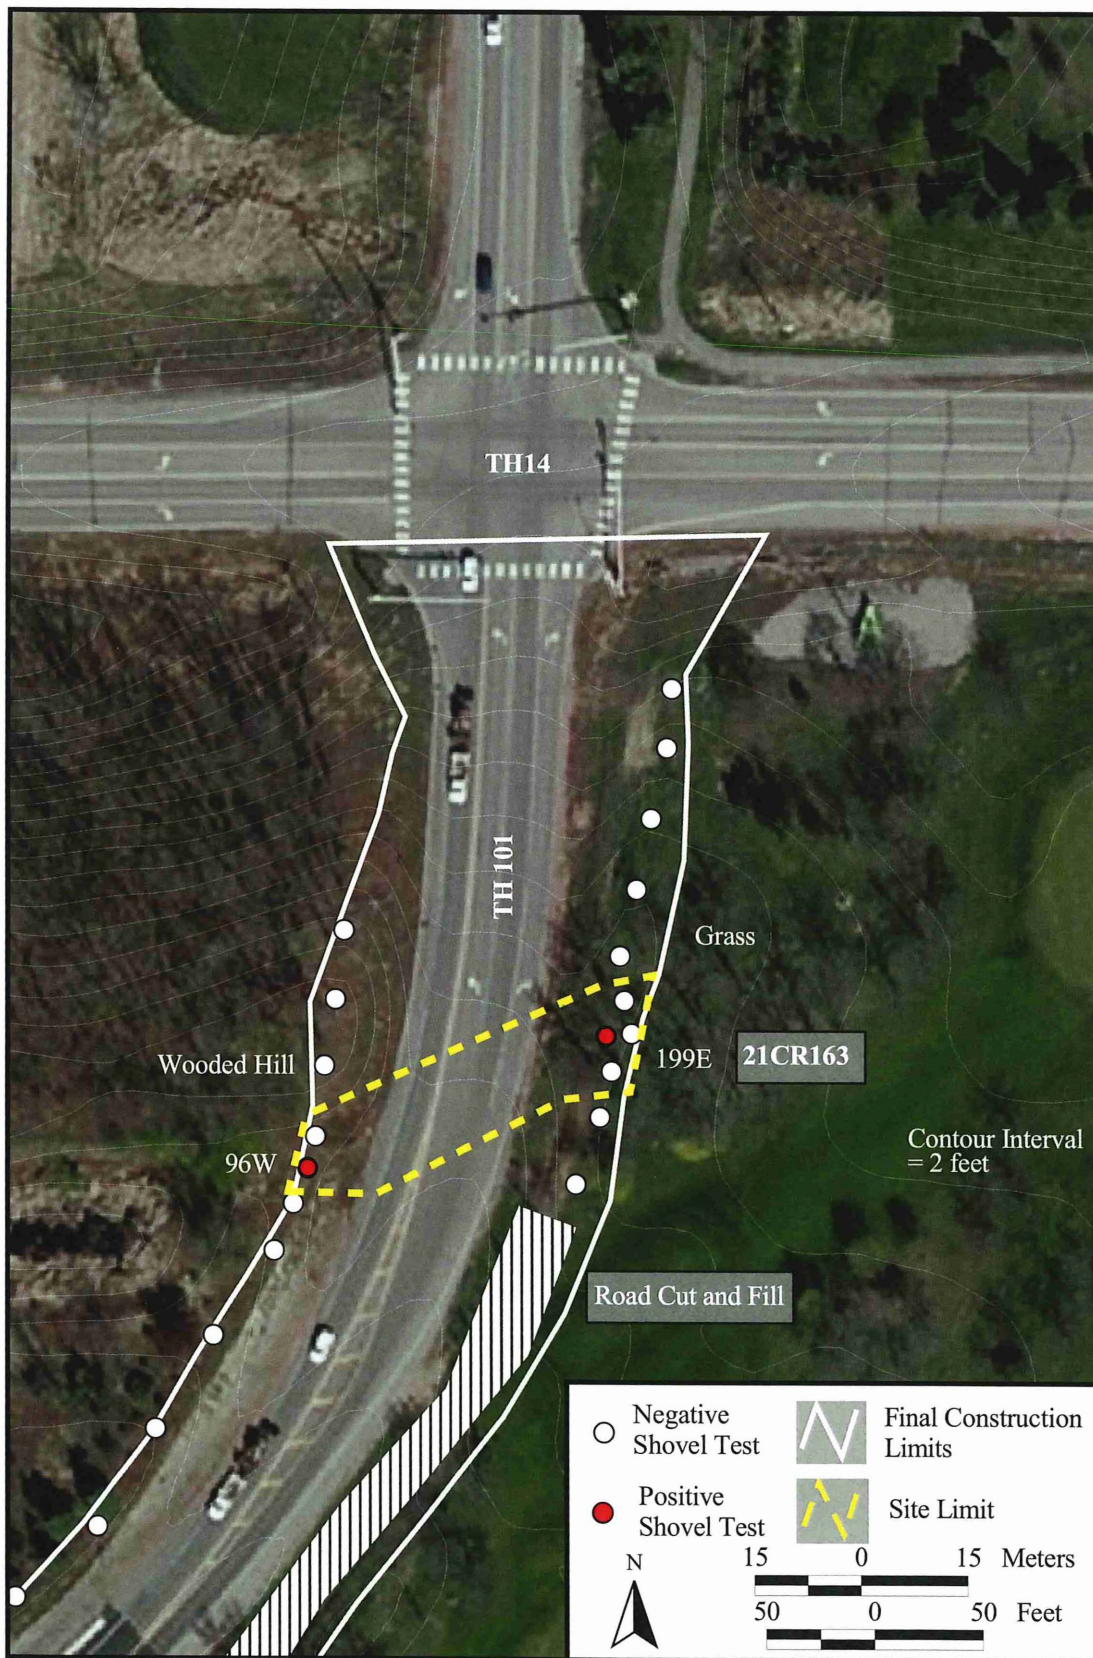 TH14
TH 101
Grass
Wooded Hill
199E
21CR163
96W
Contour Interval
= 2 feet
Road Cut and Fill
Negative
Shovel Test
Final Construction
Limits
Positive
Shovel Test
Site Limit
N
15 0 15 Meters
50 0 50 Feet